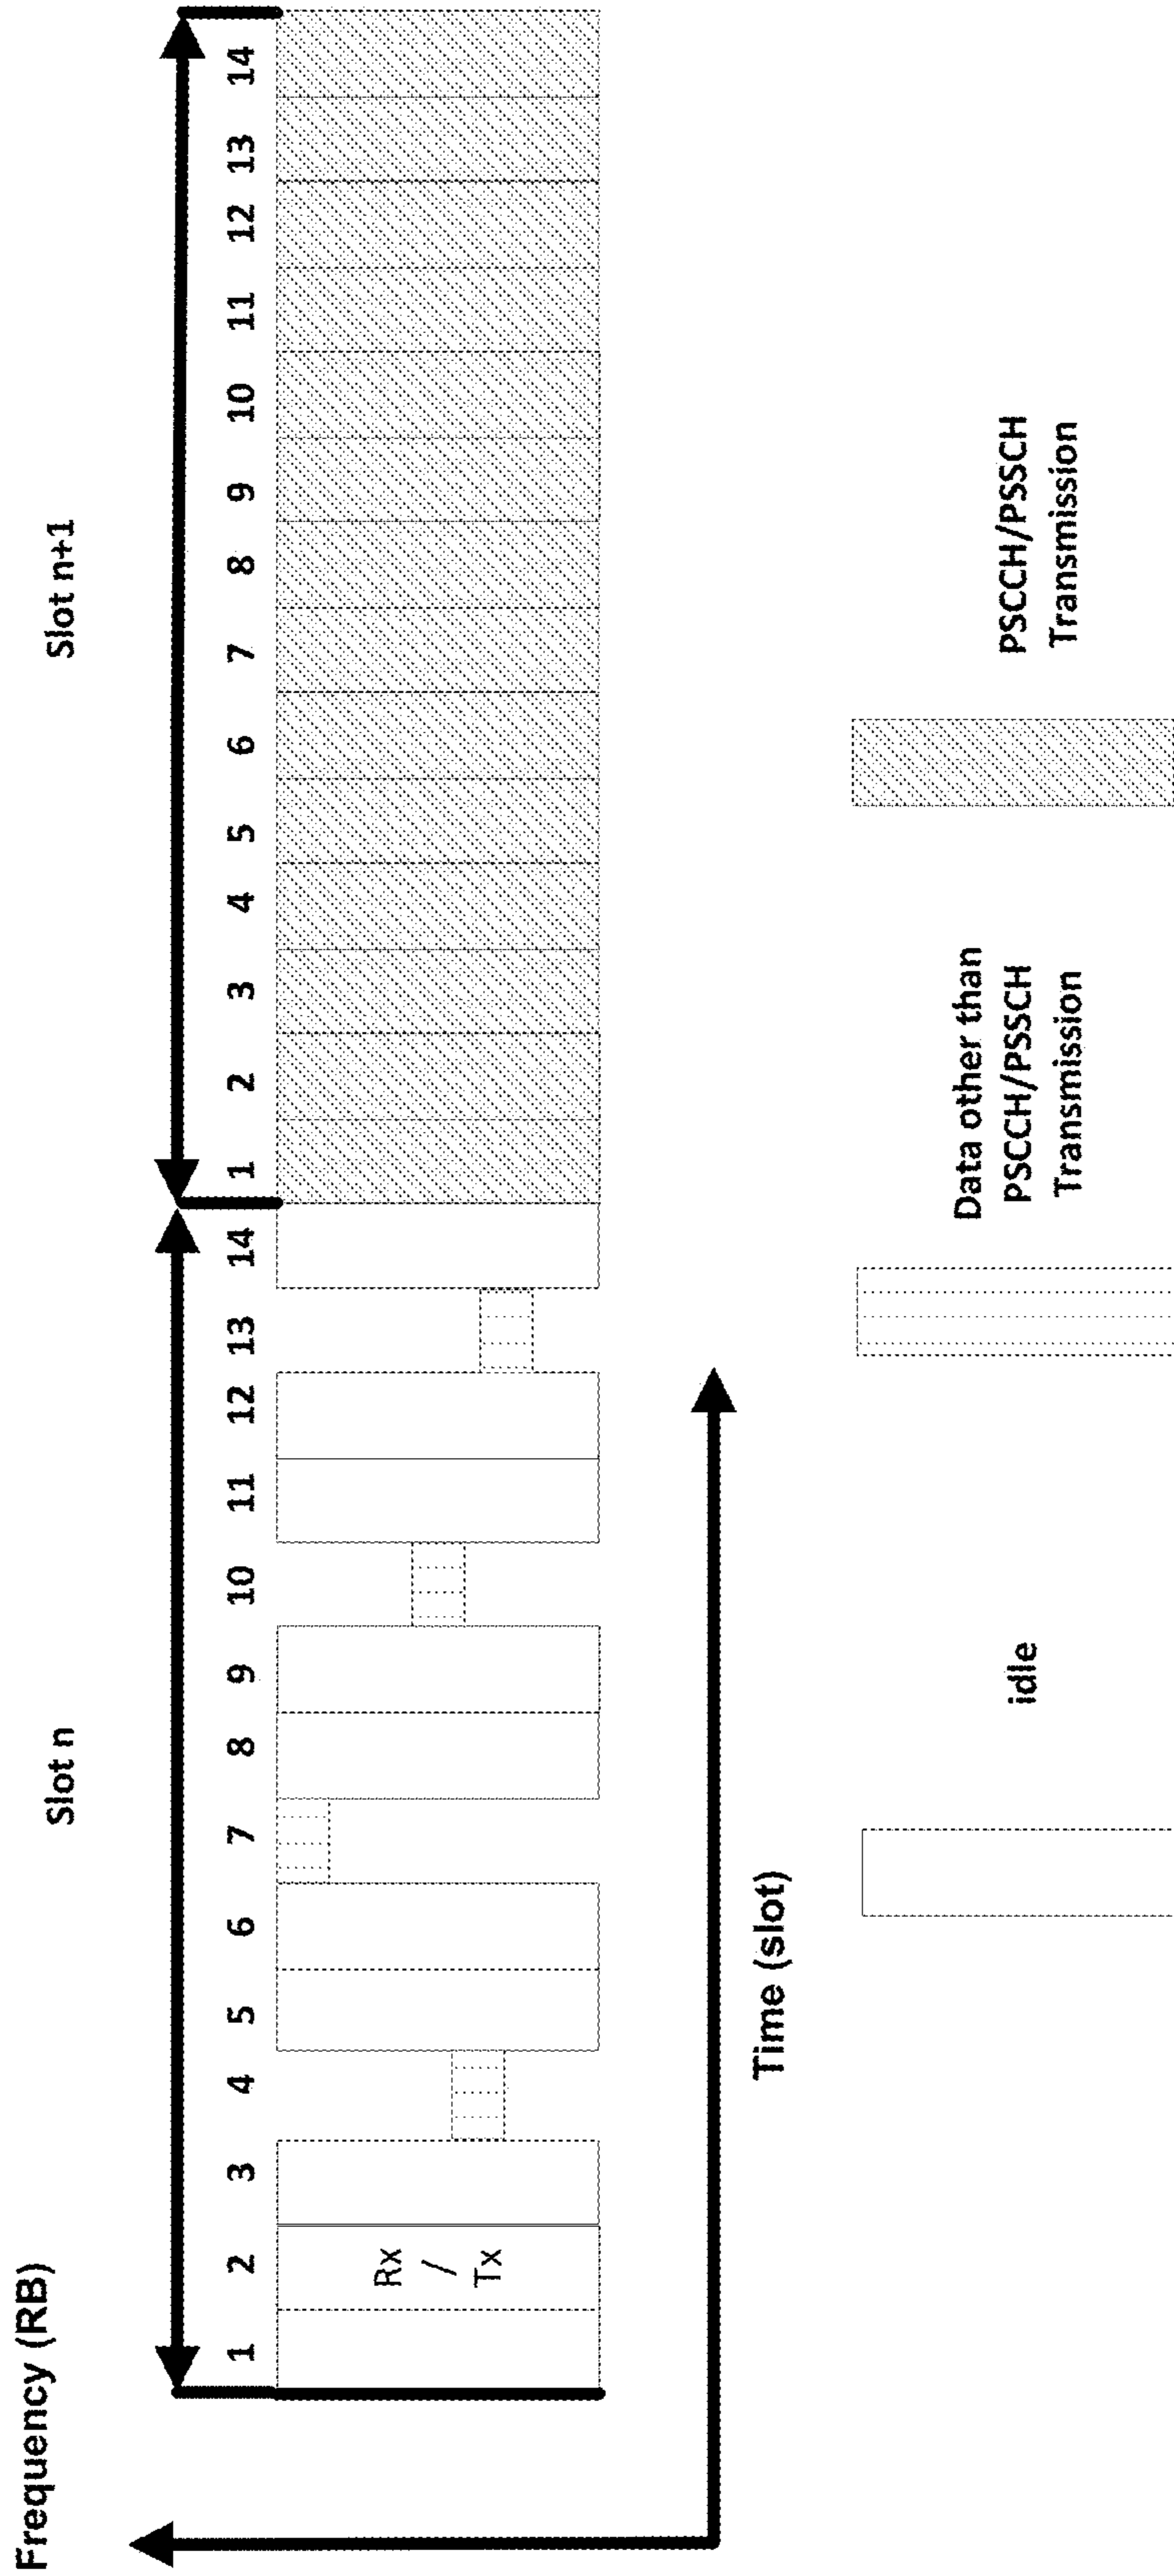 Frequency (RB)
Slot n
Slot n+1
1 2 3 4 5 6 7 8 9 10 11 12 13 14 1 2 3 4 5 6 7 8 9 10 11 12 13 14
Rx
/
Tx
Time (slot)
idle
Data other than
PSCCH/PSSCH
Transmission
PSCCH/PSSCH
Transmission